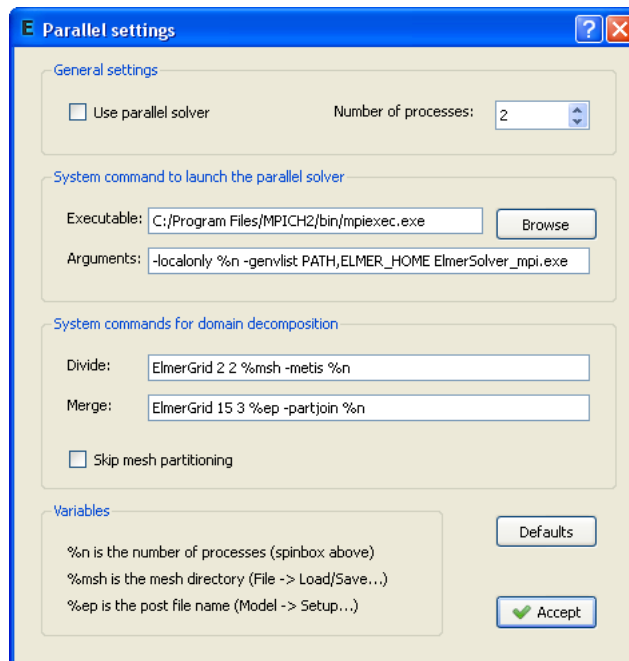 E Parallel settings
General settings
Use parallel solver Number of processes: 2
System command to launch the parallel solver
Executable: C:/Program Files/MPICH2/bin/mpiexec.exe Browse
Arguments: -localonly %n -genvlist PATH,ELMER_HOME ElmerSolver_mpi.exe
System commands for domain decomposition
Divide: ElmerGrid 2 2 %msh -metis %n
Merge: ElmerGrid 15 3 %ep -partjoin %n
Skip mesh partitioning
Variables
Defaults
%n is the number of processes (spinbox above)
%msh is the mesh directory (File -> Load/Save...)
%ep is the post file name (Model -> Setup...)
Accept